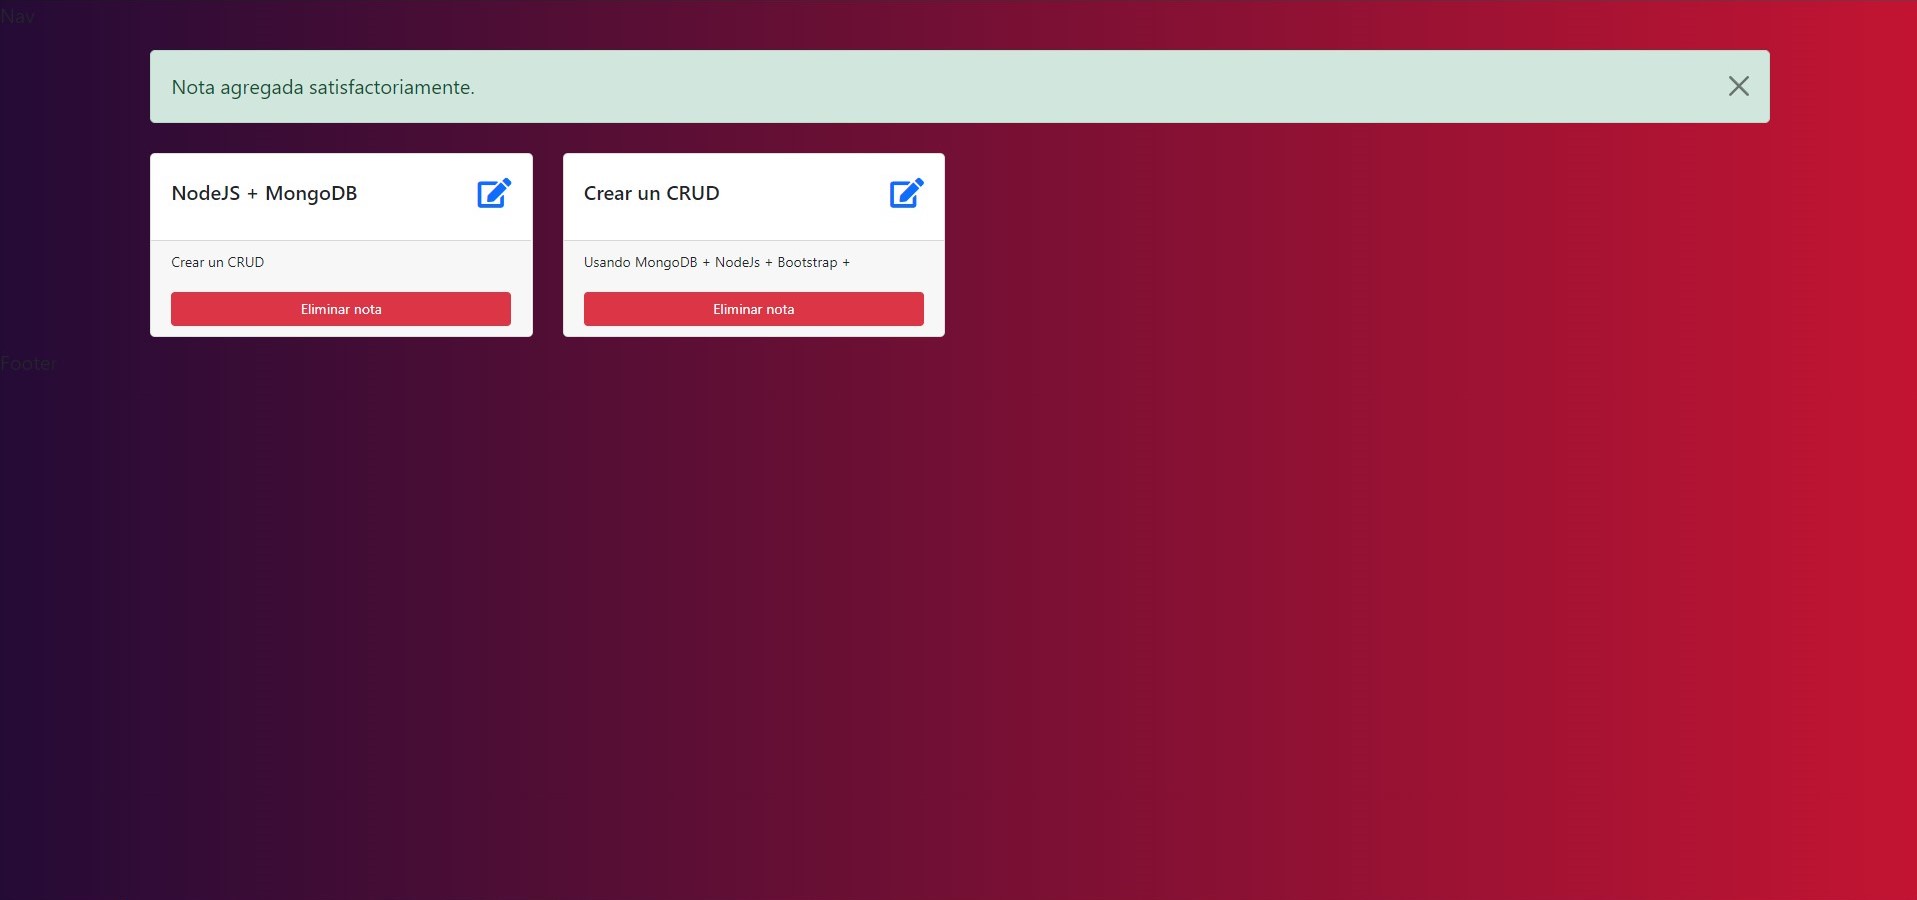 Nav
Nota agregada satisfactoriamente.
NodeJS + MongoDB
Crear un CRUD
Eliminar nota
Crear un CRUD
Usando MongoDB + NodeJs + Bootstrap +
Eliminar nota
Footer